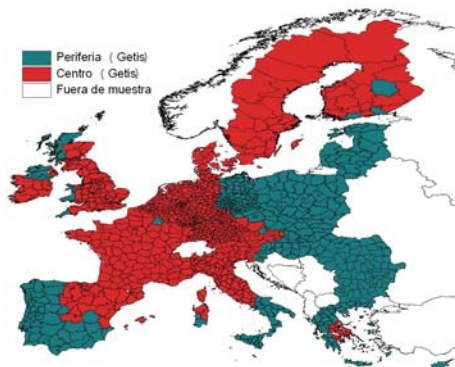 Periferia (Getis)
Centro (Getis)
Fuera de muestra